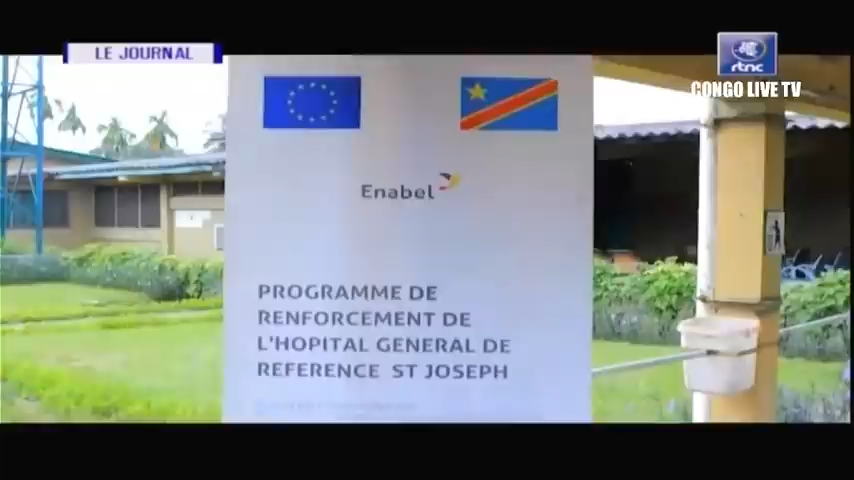 LE JOURNAL
rtnc
CONGO LIVE TV
Enabel
PROGRAMME DE
RENFORCEMENT DE
L'HOPITAL GENERAL DE
REFERENCE ST JOSEPH